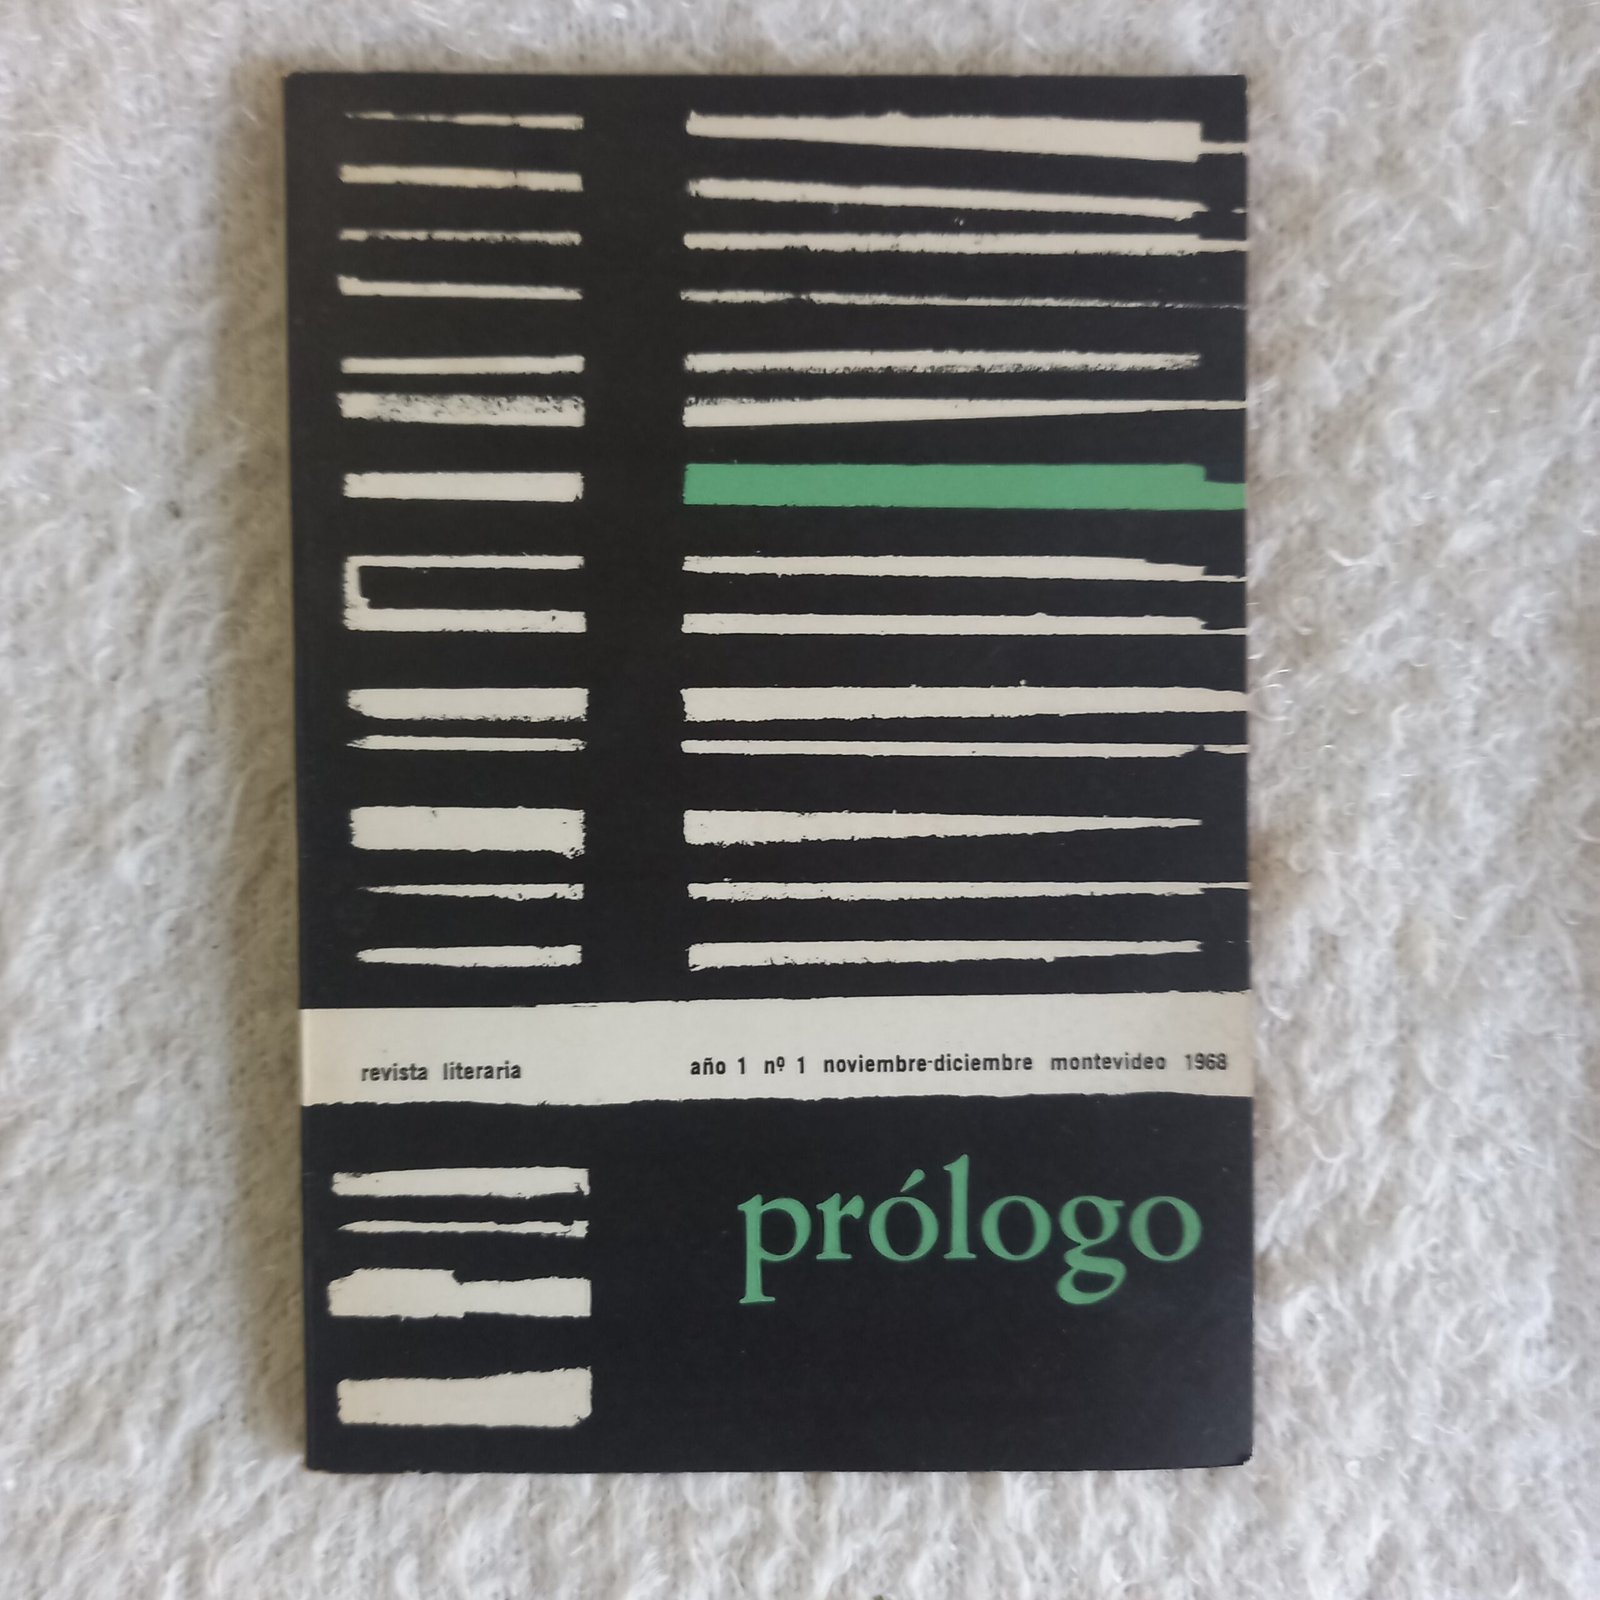 revista literaria año 1 nº 1 noviembre-diciembre montevideo 1968
prólogo